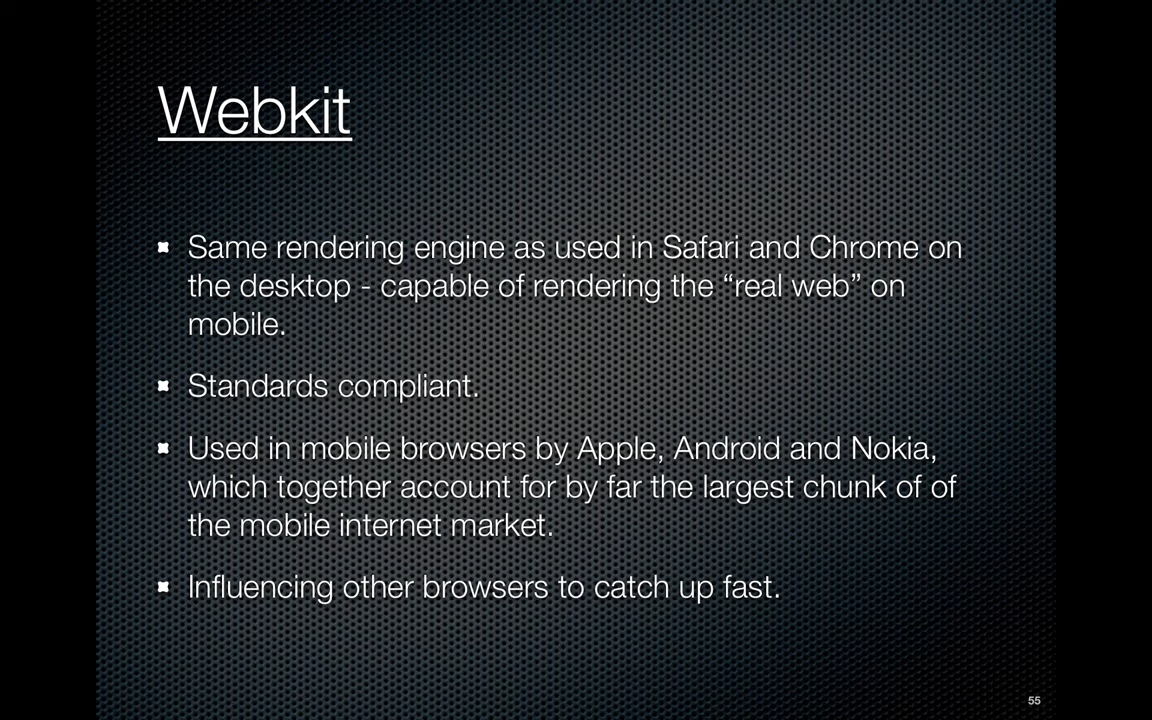 Webkit
Same rendering engine as used in Safari and Chrome on
the desktop - capable of rendering the “real web” on
mobile.
Standards compliant.
Used in mobile browsers by Apple, Android and Nokia,
which together account for by far the largest chunk of of
the mobile internet market.
Influencing other browsers to catch up fast.
55